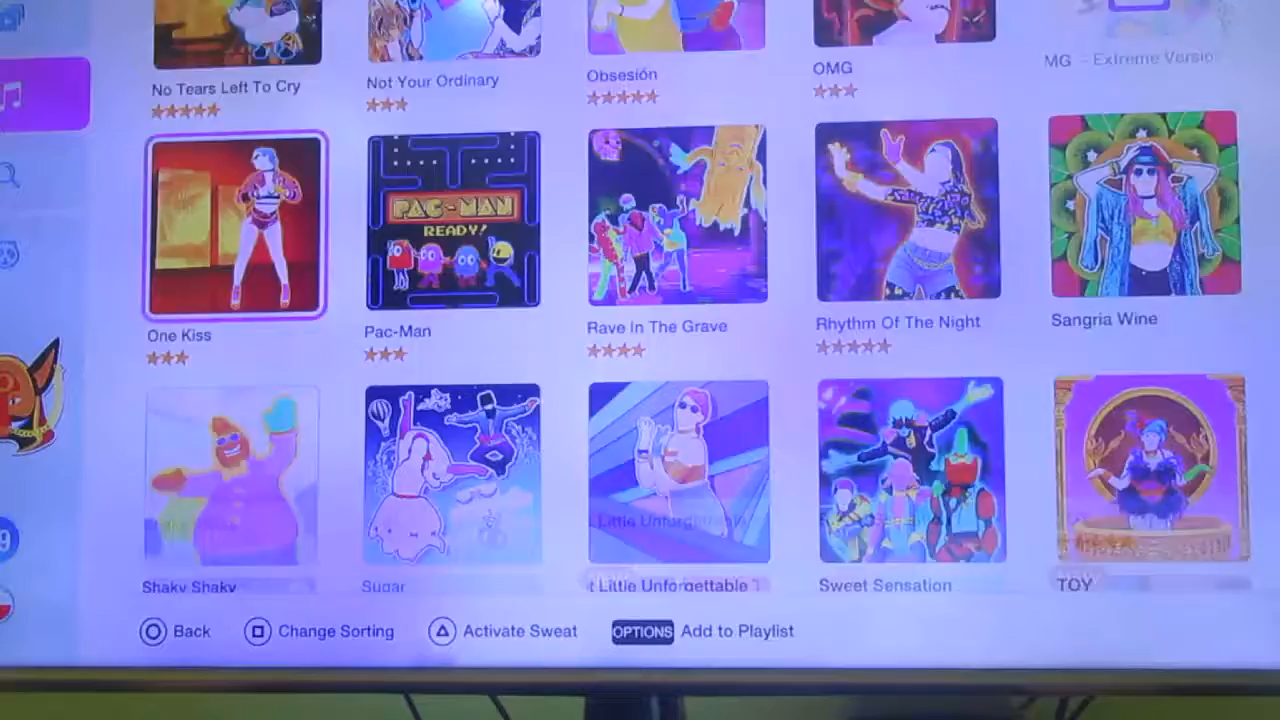 No Tears Left To Cry
Not Your Ordinary
Obsesión
OMG
- Extreme Versio
PAC-MAN
READY!
One Kiss
Pac-Man
Rave In The Grave
Rhythm Of The Night
Sangria Wine
Shaky Shaky
Sugar
t Little Unforgettable
Sweet Sensation
TOY
Back
Change Sorting
Activate Sweat
OPTIONS Add to Playlist